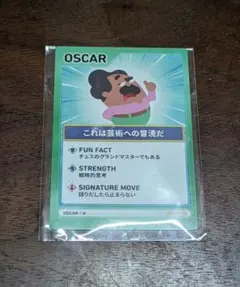 OSCAR
これは芸術への冒涜だ
FUN FACT
チェスのグランドマスターでもある
STRENGTH
戦略的思考
SIGNATURE MOVE
語りだしたら止まらない
OSCAR /